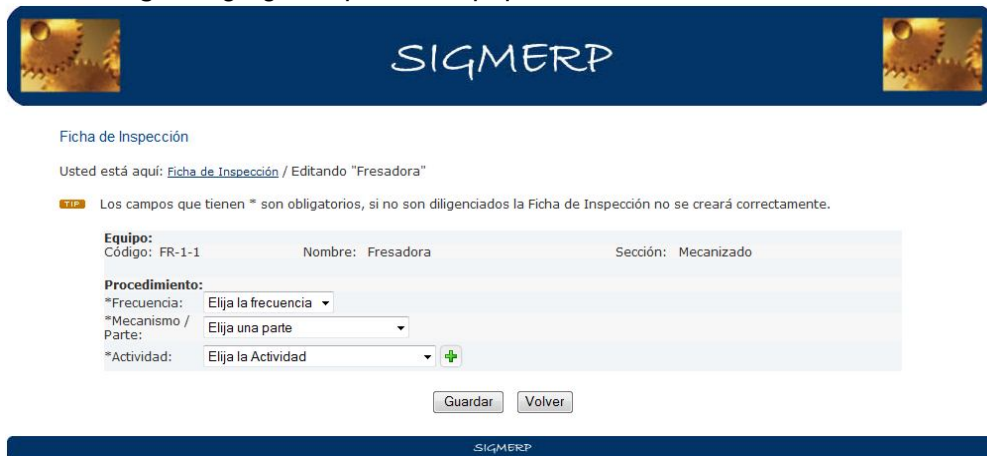 SIGMERP
Ficha de Inspección
Usted está aquí: Ficha de Inspección / Editando "Fresadora"
TIP Los campos que tienen * son obligatorios, si no son diligenciados la Ficha de Inspección no se creará correctamente.
Equipo:
Código: FR-1-1 Nombre: Fresadora Sección: Mecanizado
Procedimiento:
*Frecuencia: Elija la frecuencia
*Mecanismo / Parte: Elija una parte
*Actividad: Elija la Actividad
Guardar Volver
SIGMERP